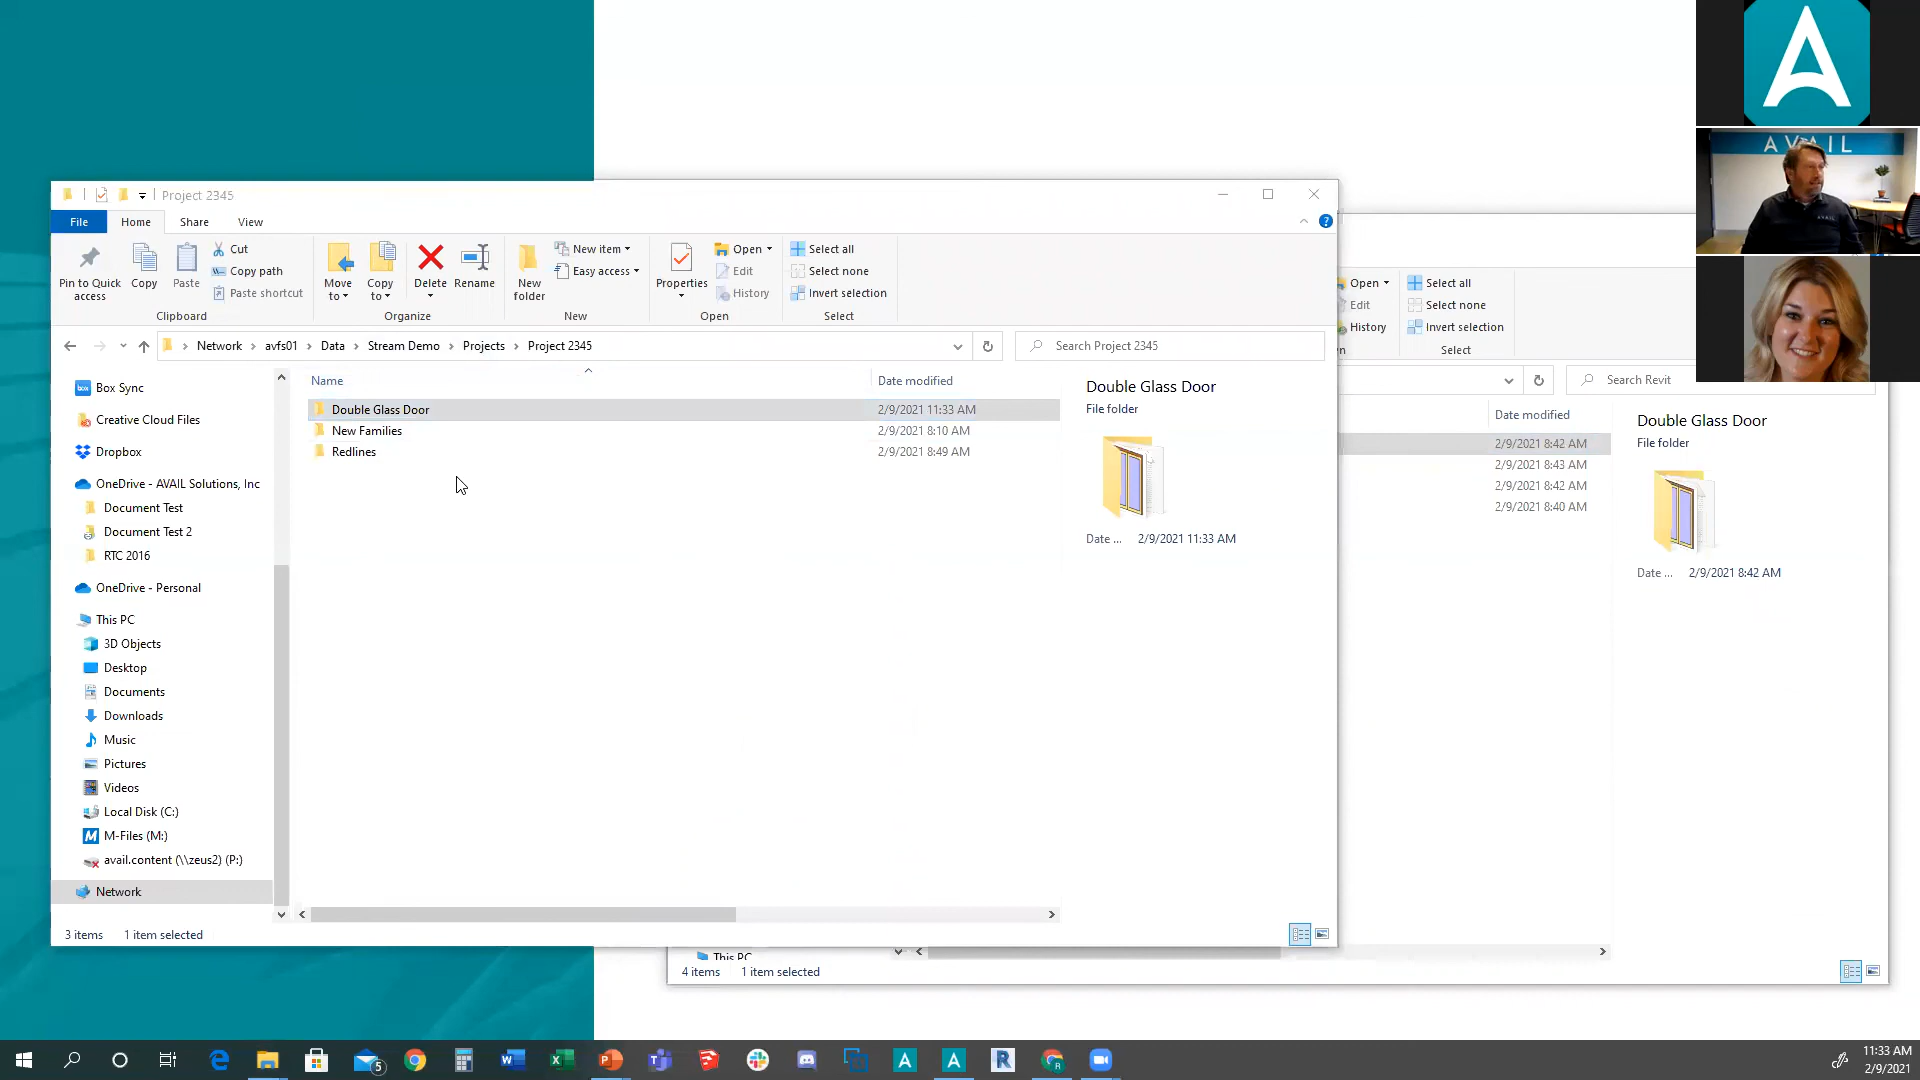 AVAIL
Project 2345
File
Home
Share
View
Pin to Quick access
Copy
Paste
Cut
Copy path
Paste shortcut
Clipboard
Move to
Copy to
Delete
Rename
Organize
New folder
New item
Easy access
New
Properties
Open
Edit
History
Open
Select all
Select none
Invert selection
Select
Network
avfs01
Data
Stream Demo
Projects
Project 2345
Search Project 2345
Box Sync
Creative Cloud Files
Dropbox
OneDrive - AVAIL Solutions, Inc
Document Test
Document Test 2
RTC 2016
OneDrive - Personal
This PC
3D Objects
Desktop
Documents
Downloads
Music
Pictures
Videos
Local Disk (C:)
M-Files (M:)
avail.content (\\zeus2) (P:)
Network
Name
Date modified
Double Glass Door
2/9/2021 11:33 AM
New Families
2/9/2021 8:10 AM
Redlines
2/9/2021 8:49 AM
Double Glass Door
File folder
Date ...
2/9/2021 11:33 AM
3 items
1 item selected
Open
Edit
History
n
Select all
Select none
Invert selection
Select
Search Revit
Date modified
2/9/2021 8:42 AM
2/9/2021 8:43 AM
2/9/2021 8:42 AM
2/9/2021 8:40 AM
Double Glass Door
File folder
Date ...
2/9/2021 8:42 AM
This PC
4 items
1 item selected
5
11:33 AM
2/9/2021